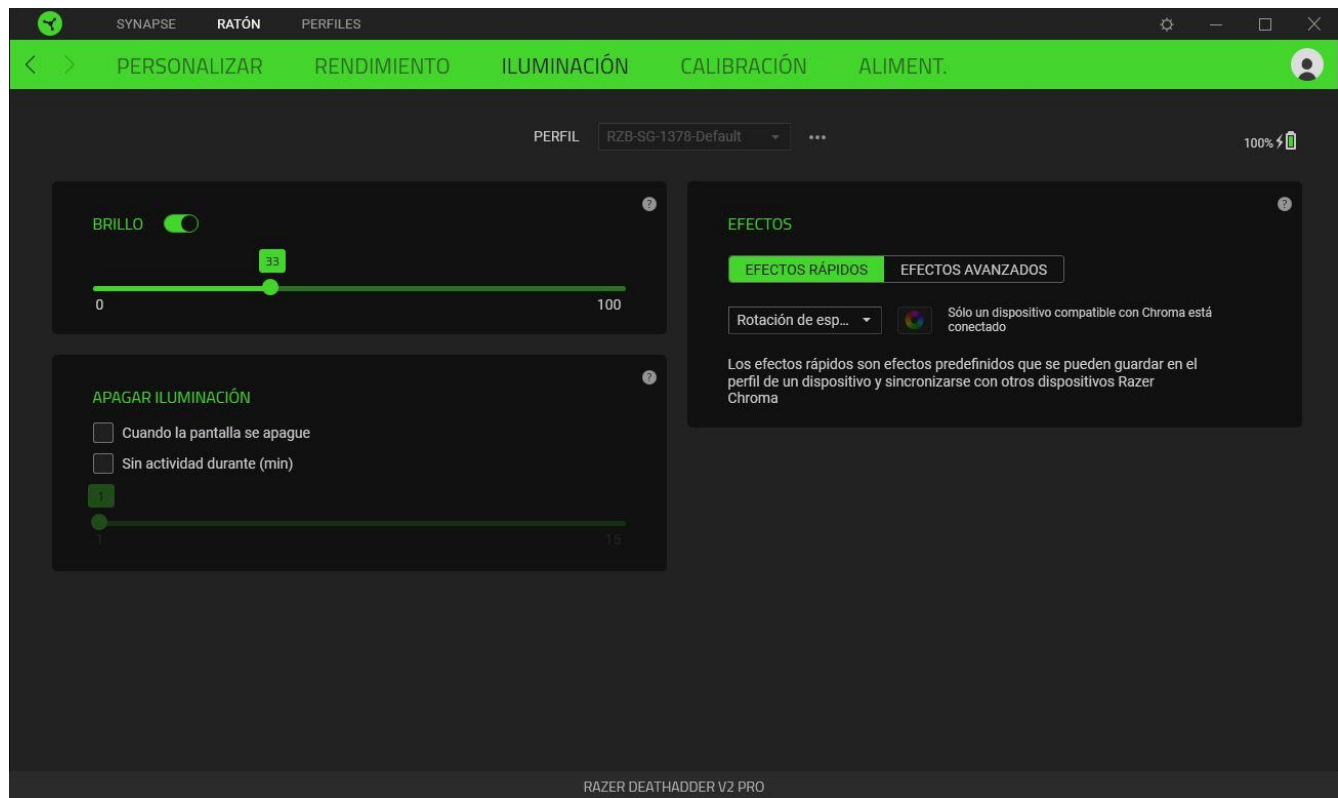 SYNAPSE RATÓN PERFILES
PERSONALIZAR RENDIMIENTO ILUMINACIÓN CALIBRACIÓN ALIMENT.
PERFIL RZB-SG-1378-Default
100%
BRILLO
33
0 100
APAGAR ILUMINACIÓN
Cuando la pantalla se apague
Sin actividad durante (min)
1
1 15
EFECTOS
EFECTOS RÁPIDOS EFECTOS AVANZADOS
Rotación de esp...
Sólo un dispositivo compatible con Chroma está
conectado
Los efectos rápidos son efectos predefinidos que se pueden guardar en el
perfil de un dispositivo y sincronizarse con otros dispositivos Razer
Chroma
RAZER DEATHADDER V2 PRO